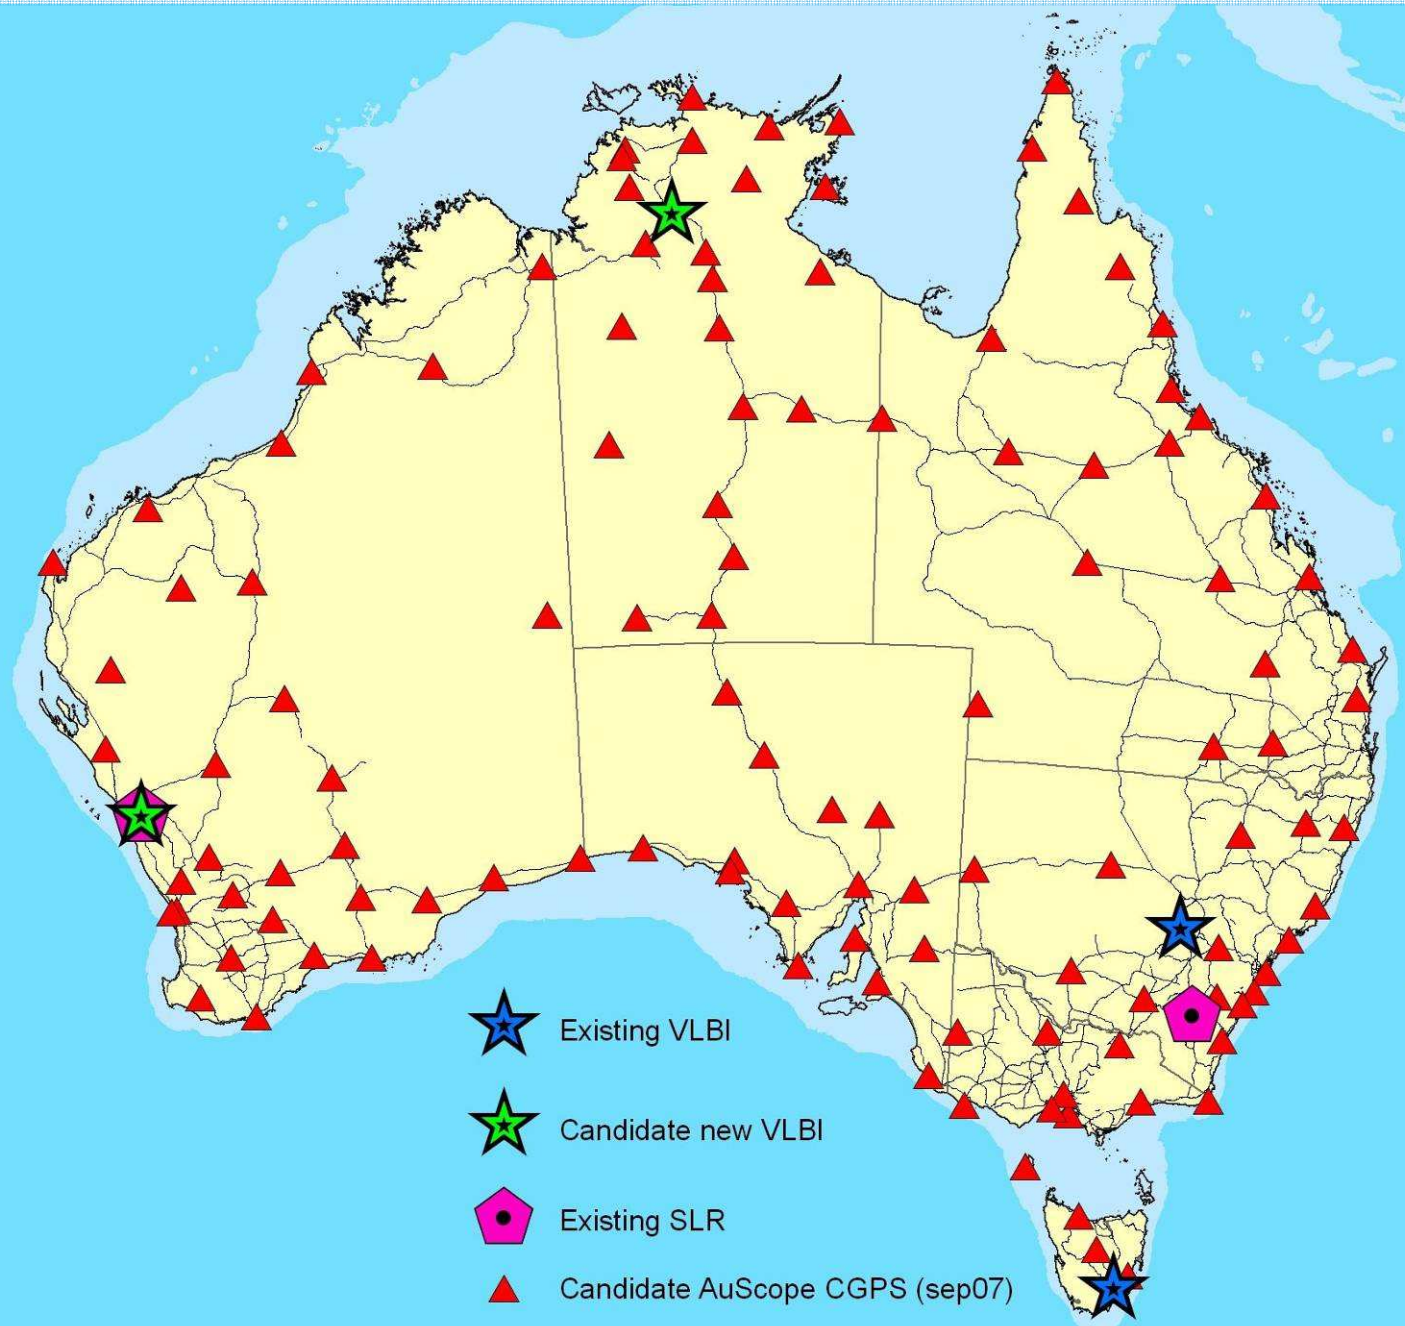 Existing VLBI
Candidate new VLBI
Existing SLR
Candidate AuScope CGPS (sep07)